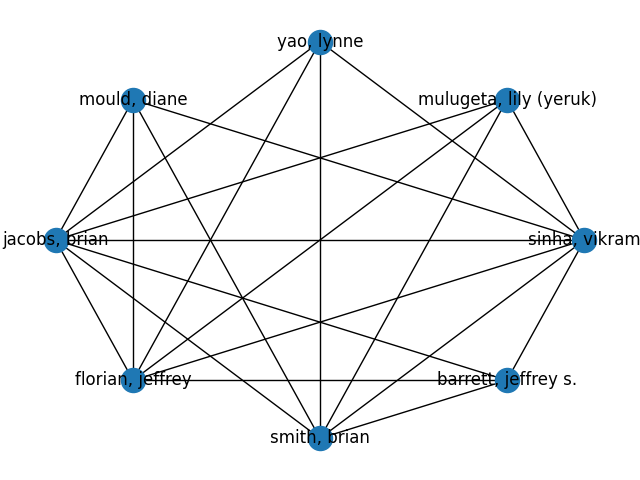 yao, lynne
mould, diane
mulugeta, lily (yeruk)
jacobs, brian
sinha, vikram
florian, jeffrey
barrett, jeffrey s.
smith, brian